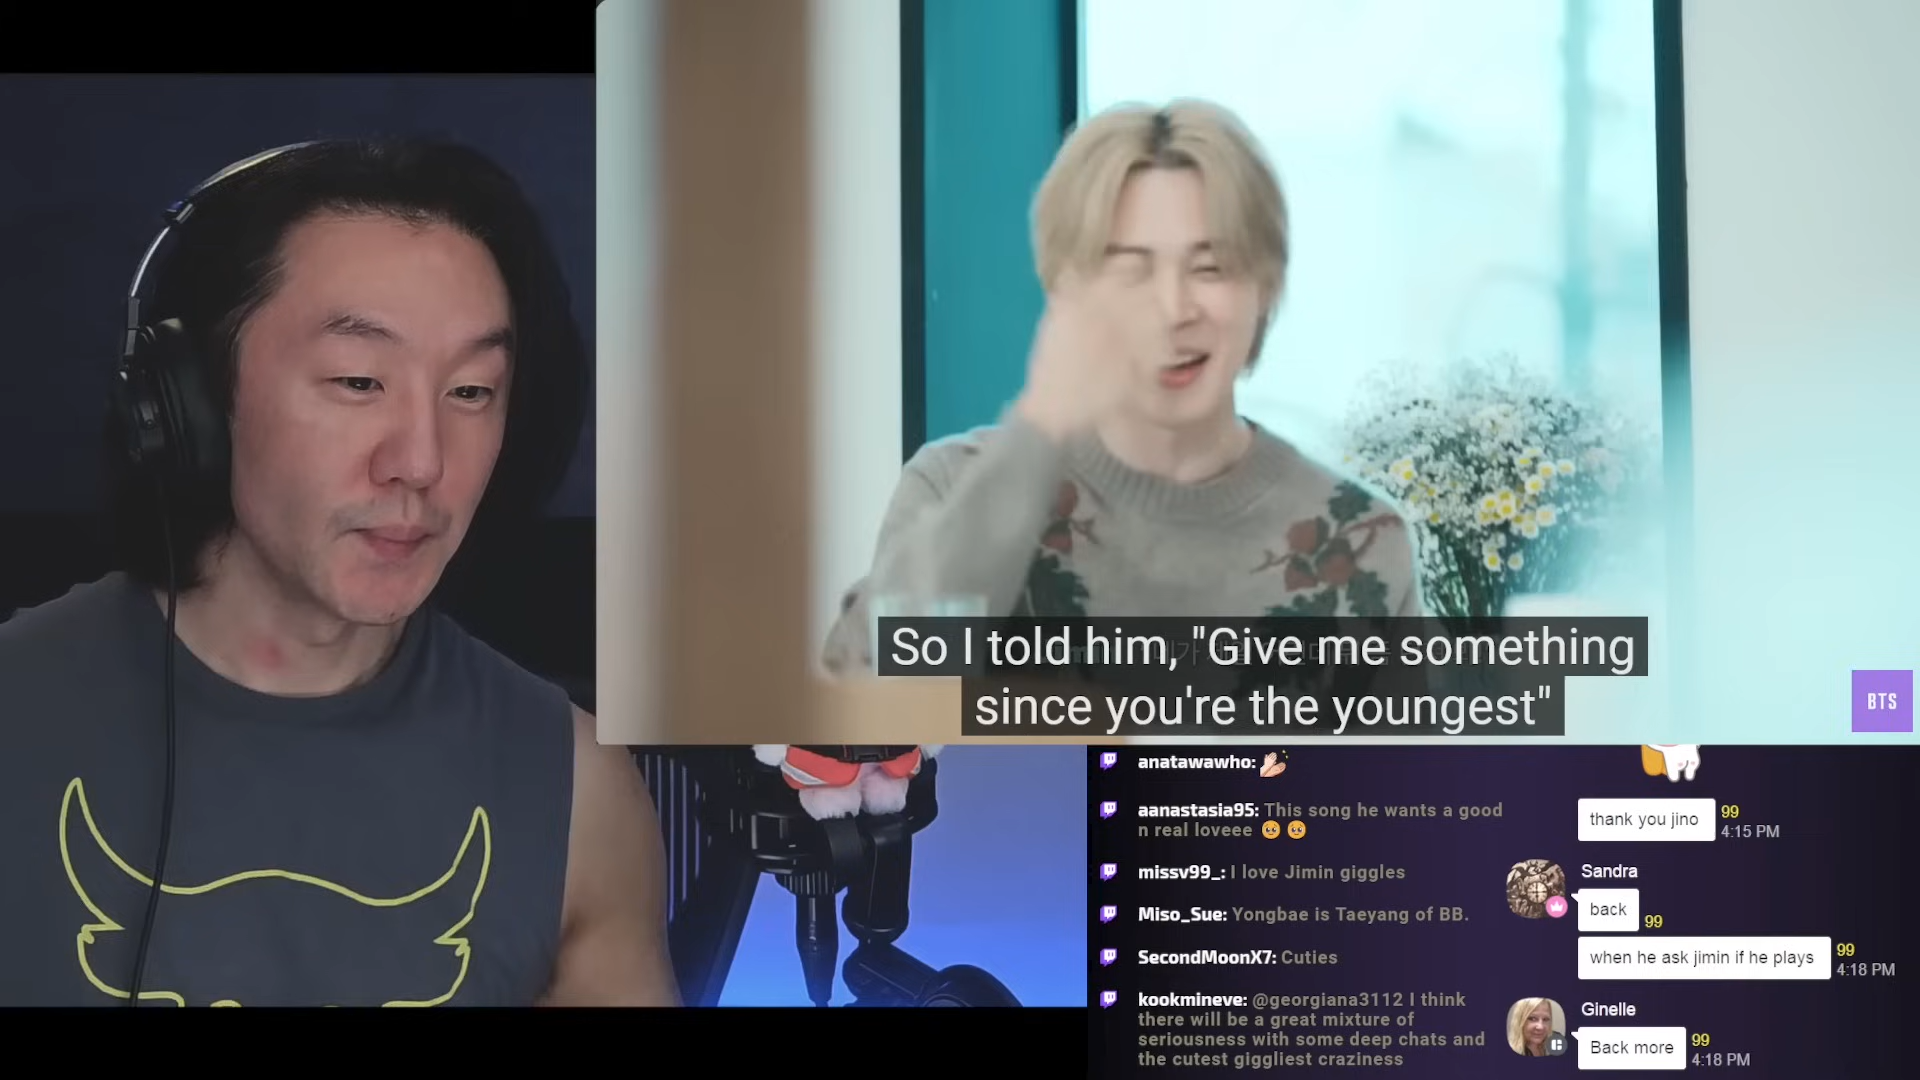 So I told him, "Give me something
since you're the youngest"
BTS
anatawawho:
aanastasia95: This song he wants a good
n real loveee
missv99_: I love Jimin giggles
Miso_Sue: Yongbae is Taeyang of BB.
SecondMoonX7: Cuties
kookmineve: @georgiana3112 I think
there will be a great mixture of
seriousness with some deep chats and
the cutest giggliest craziness
thank you jino
99
4:15 PM
Sandra
back
99
when he ask jimin if he plays
99
4:18 PM
Ginelle
Back more
99
4:18 PM